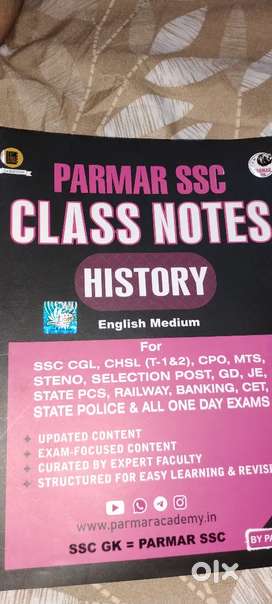 PARMAR SSC
CLASS NOTES
HISTORY
English Medium
For
SSC CGL, CHSL (T-1&2), CPO, MTS,
STENO, SELECTION POST, GD, JE,
STATE PCS, RAILWAY, BANKING, CET,
STATE POLICE & ALL ONE DAY EXAMS
UPDATED CONTENT
EXAM-FOCUSED CONTENT
CURATED BY EXPERT FACULTY
STRUCTURED FOR EASY LEARNING & REVIS
www.parmaracademy.in
SSC GK = PARMAR SSC
BY PA
olx